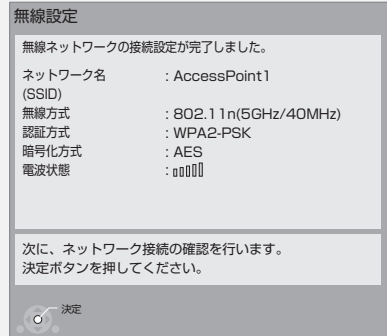 無線設定
無線ネットワークの接続設定が完了しました。
ネットワーク名 : AccessPoint1
(SSID)
無線方式 : 802.11n(5GHz/40MHz)
認証方式 : WPA2-PSK
暗号化方式 : AES
電波状態 :
次に、ネットワーク接続の確認を行います。
決定ボタンを押してください。
決定